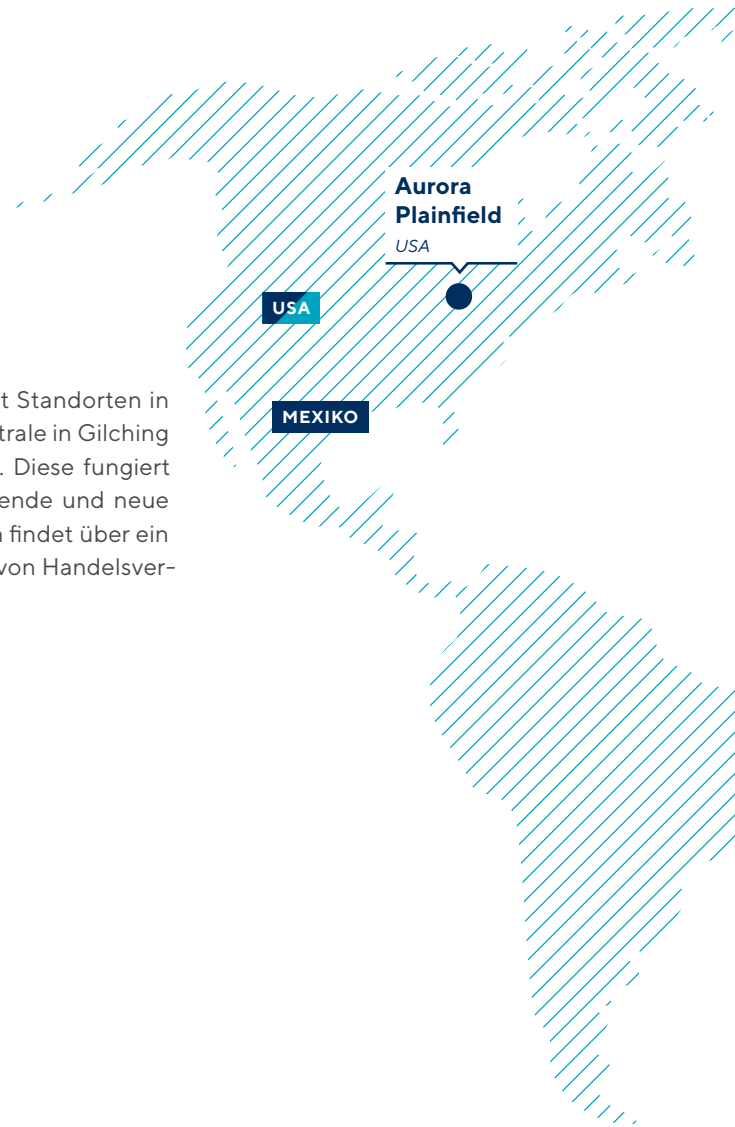 Aurora
Plainfield
USA
USA
MEXIKO
t Standorten in
trale in Gilching
. Diese fungiert
ende und neue
findet über ein
von Handelsver-